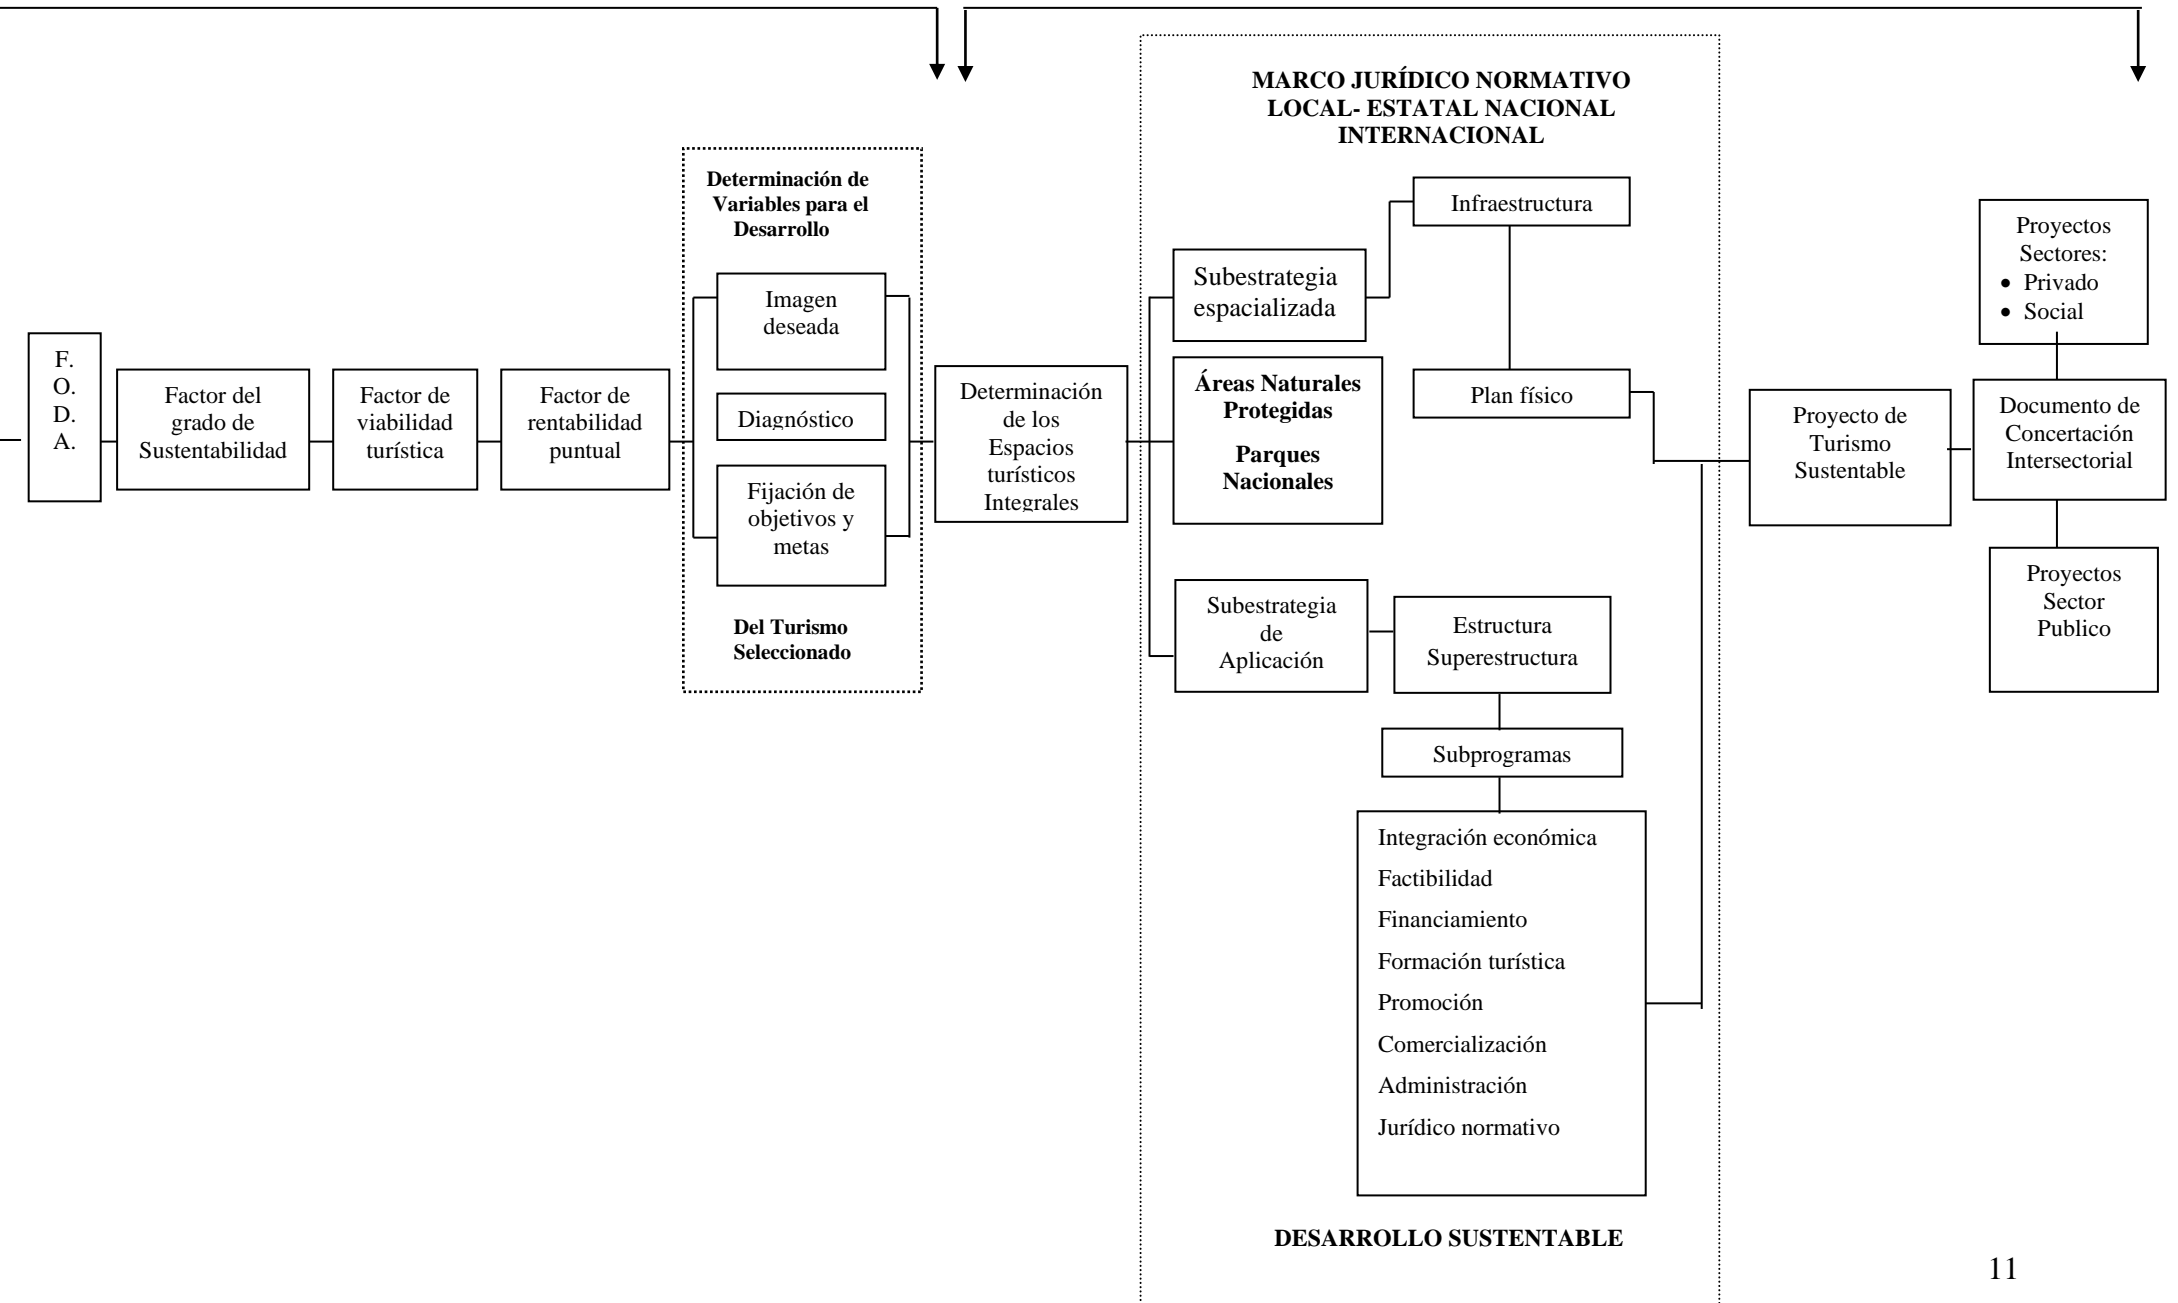 F.
O.
D.
A.
Factor del
grado de
Sustentabilidad
Factor de
viabilidad
turística
Factor de
rentabilidad
puntual
Determinación de
Variables para el
Desarrollo
Imagen
deseada
Diagnóstico
Fijación de
objetivos y
metas
Del Turismo
Seleccionado
Determinación
de los
Espacios
turísticos
Integrales
MARCO JURÍDICO NORMATIVO
LOCAL- ESTATAL NACIONAL
INTERNACIONAL
Subestrategia
espacializada
Infraestructura
Plan físico
Áreas Naturales
Protegidas
Parques
Nacionales
Subestrategia
de
Aplicación
Estructura
Superestructura
Subprogramas
Integración económica
Factibilidad
Financiamiento
Formación turística
Promoción
Comercialización
Administración
Jurídico normativo
DESARROLLO SUSTENTABLE
Proyecto de
Turismo
Sustentable
Proyectos
Sectores:
• Privado
• Social
Documento de
Concertación
Intersectorial
Proyectos
Sector
Publico
11